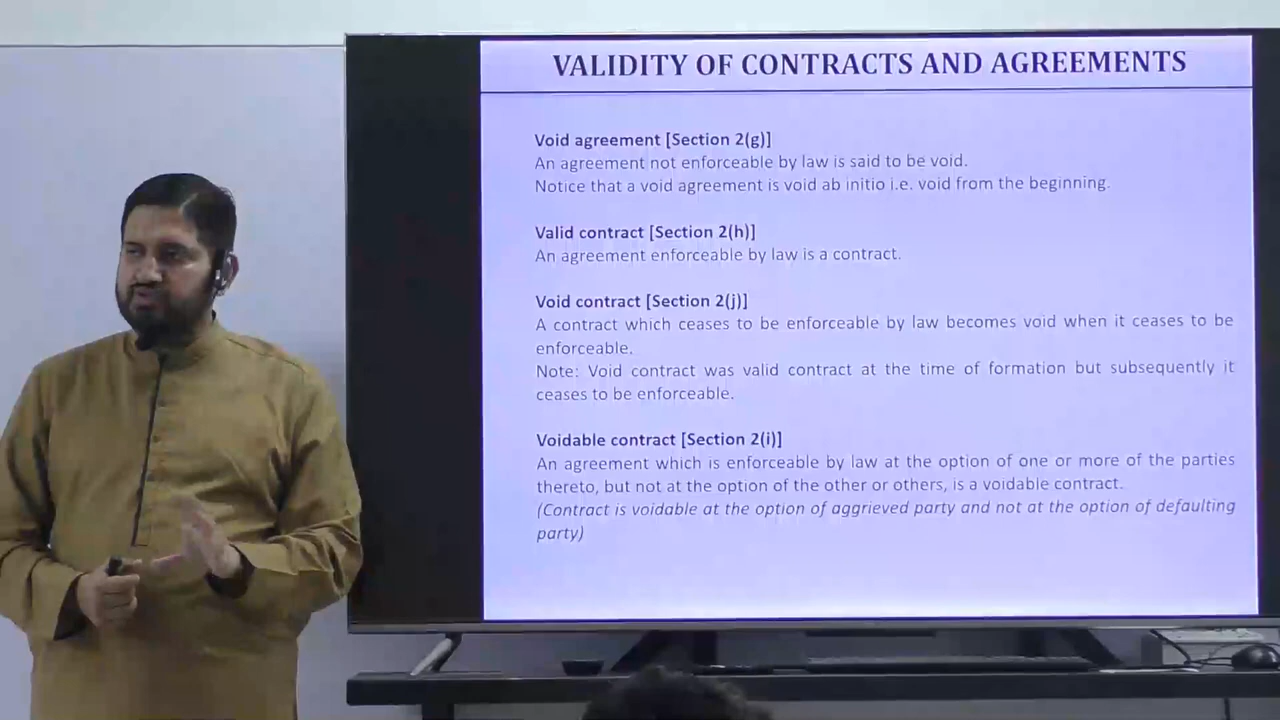 VALIDITY OF CONTRACTS AND AGREEMENTS
Void agreement [Section 2(g)]
An agreement not enforceable by law is said to be void.
Notice that a void agreement is void ab initio i.e. void from the beginning.
Valid contract [Section 2(h)]
An agreement enforceable by law is a contract.
Void contract [Section 2(j)]
A contract which ceases to be enforceable by law becomes void when it ceases to be
enforceable.
Note: Void contract was valid contract at the time of formation but subsequently it
ceases to be enforceable.
Voidable contract [Section 2(i)]
An agreement which is enforceable by law at the option of one or more of the parties
thereto, but not at the option of the other or others, is a voidable contract.
(Contract is voidable at the option of aggrieved party and not at the option of defaulting
party)